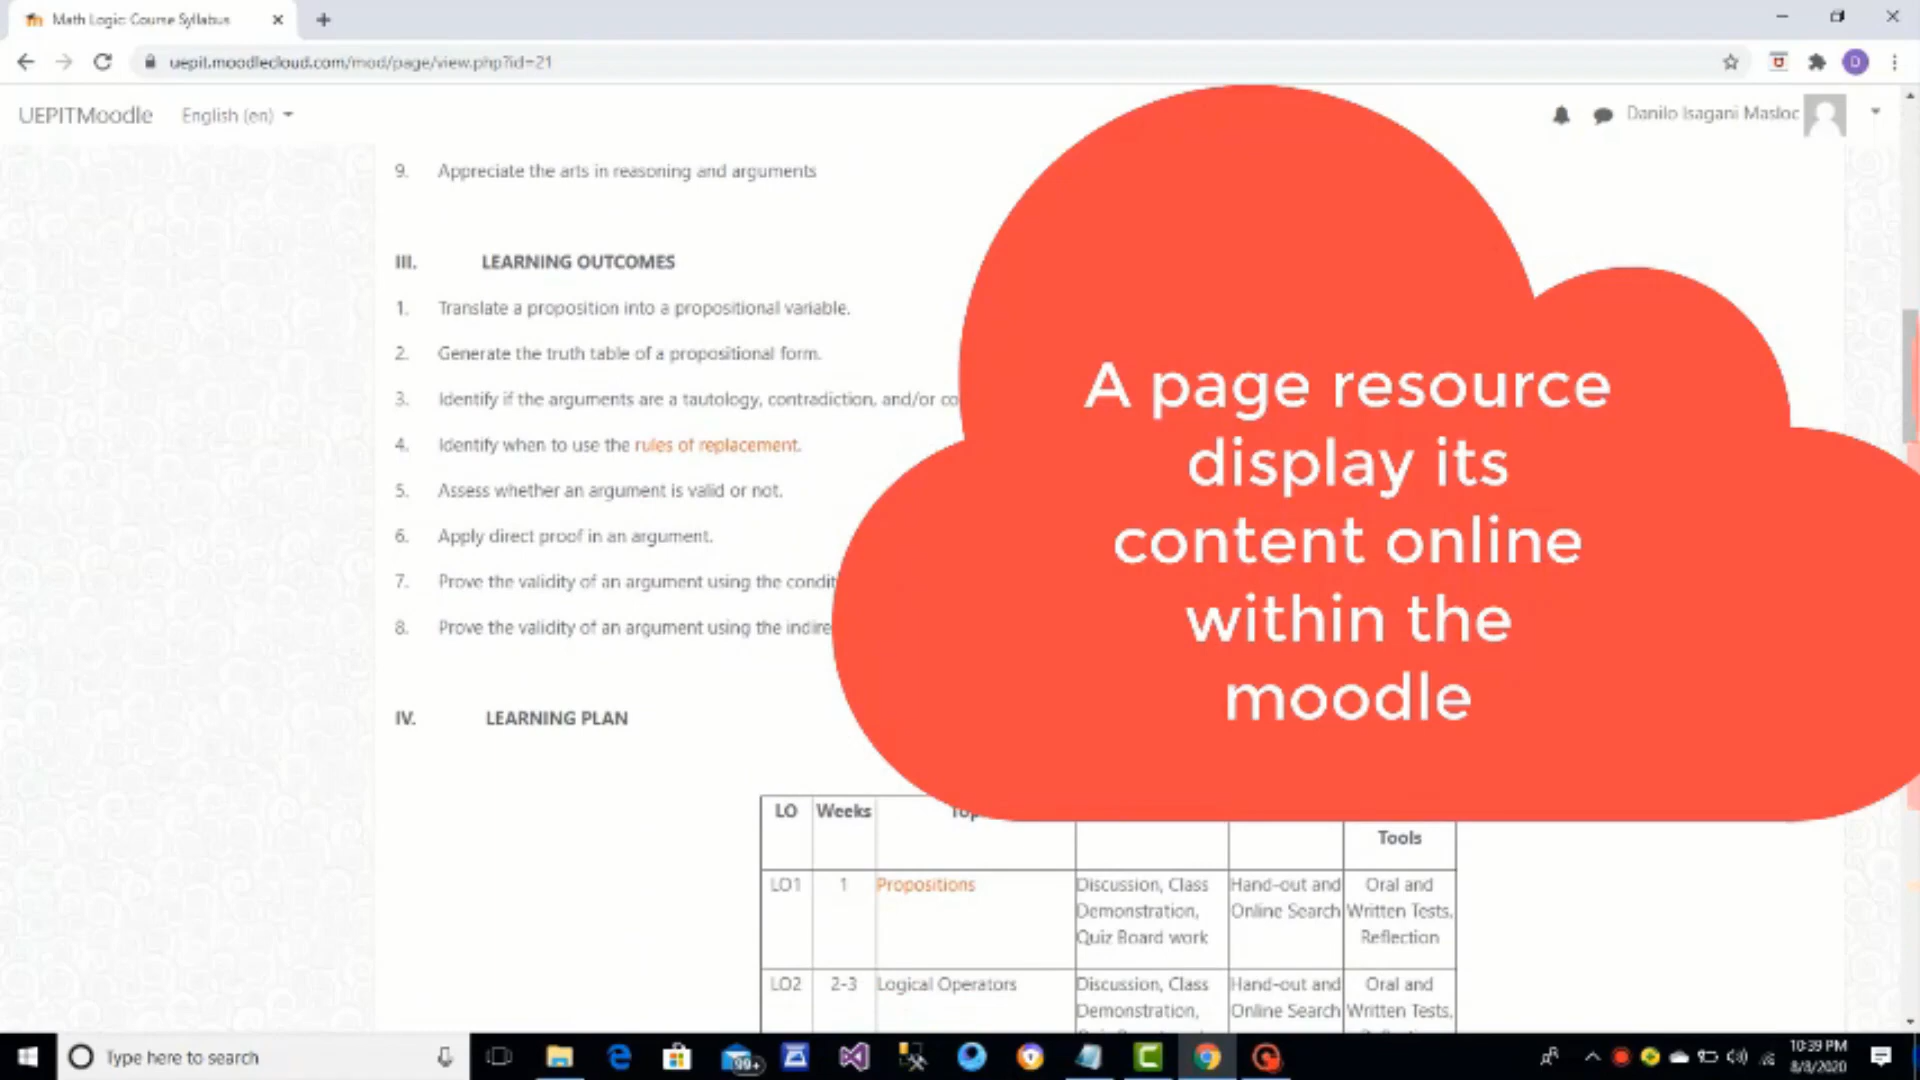 Math Logic: Course Syllabus
uepit.moodlecloud.com/mod/page/view.php?id=21
D
UEPITMoodle English (en)
Danilo Isagani Masloc
9. Appreciate the arts in reasoning and arguments
III. LEARNING OUTCOMES
1. Translate a proposition into a propositional variable.
2. Generate the truth table of a propositional form.
3. Identify if the arguments are a tautology, contradiction, and/or co
4. Identify when to use the rules of replacement.
5. Assess whether an argument is valid or not.
6. Apply direct proof in an argument.
7. Prove the validity of an argument using the condit
8. Prove the validity of an argument using the indire
A page resource
display its
content online
within the
moodle
IV. LEARNING PLAN
LO Weeks Top
Tools
LO1 1 Propositions Discussion, Class Hand-out and Oral and
Demonstration, Online Search Written Tests,
Quiz Board work Reflection
LO2 2-3 Logical Operators Discussion, Class Hand-out and Oral and
Demonstration, Online Search Written Tests,
Type here to search
99+
10:39 PM
8/8/2020